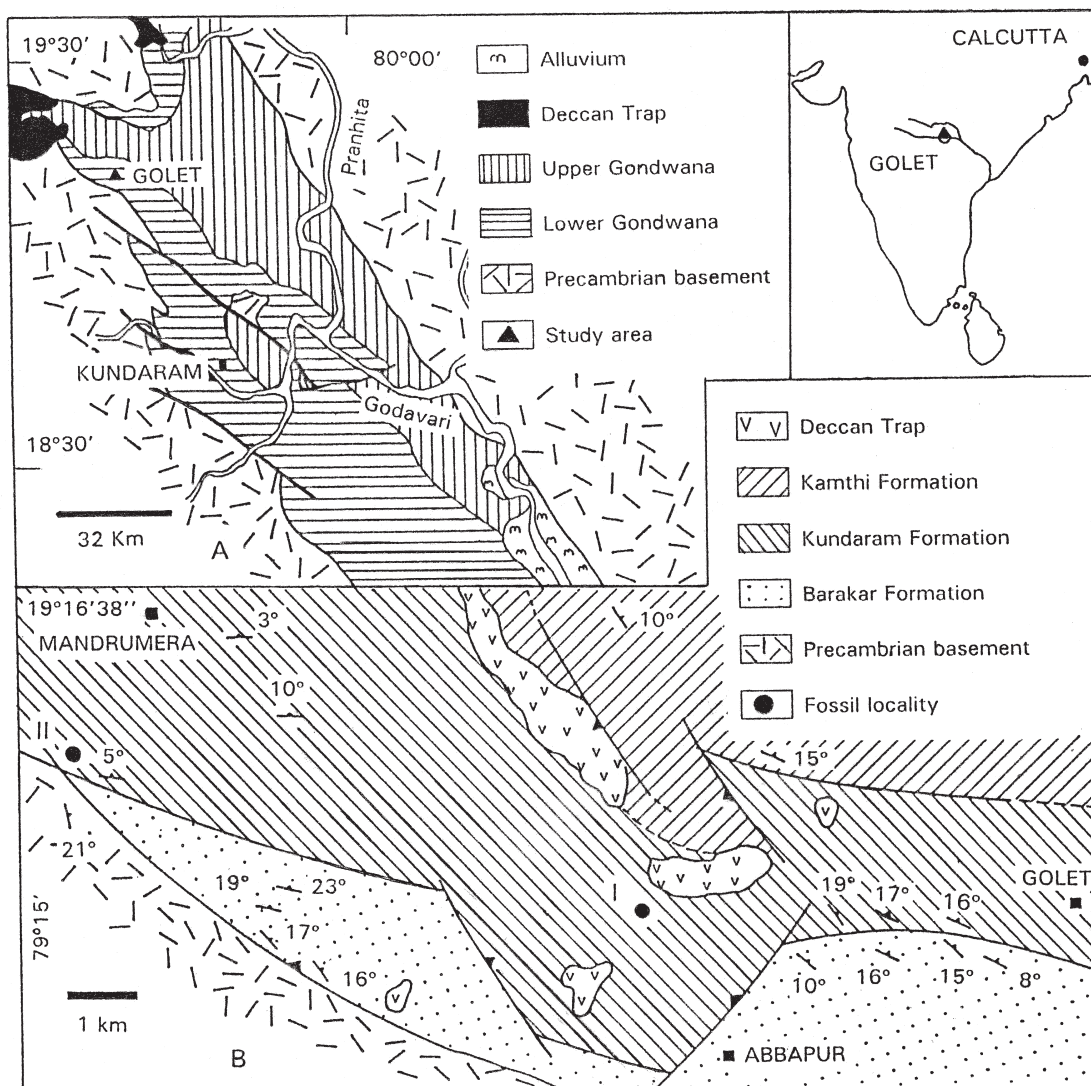 19°30'
80°00'
Pranhita
GOLET
KUNDARAM
Godavari
18°30'
32 Km
A
Alluvium
Deccan Trap
Upper Gondwana
Lower Gondwana
Precambrian basement
Study area
CALCUTTA
GOLET
Deccan Trap
Kamthi Formation
Kundaram Formation
Barakar Formation
Precambrian basement
Fossil locality
19°16'38''
MANDRUMERA
3°
10°
10°
II
5°
15°
21°
19°
23°
I
GOLET
19°
17°
16°
79°15'
17°
16°
10°
16°
15°
8°
1 km
B
ABBAPUR